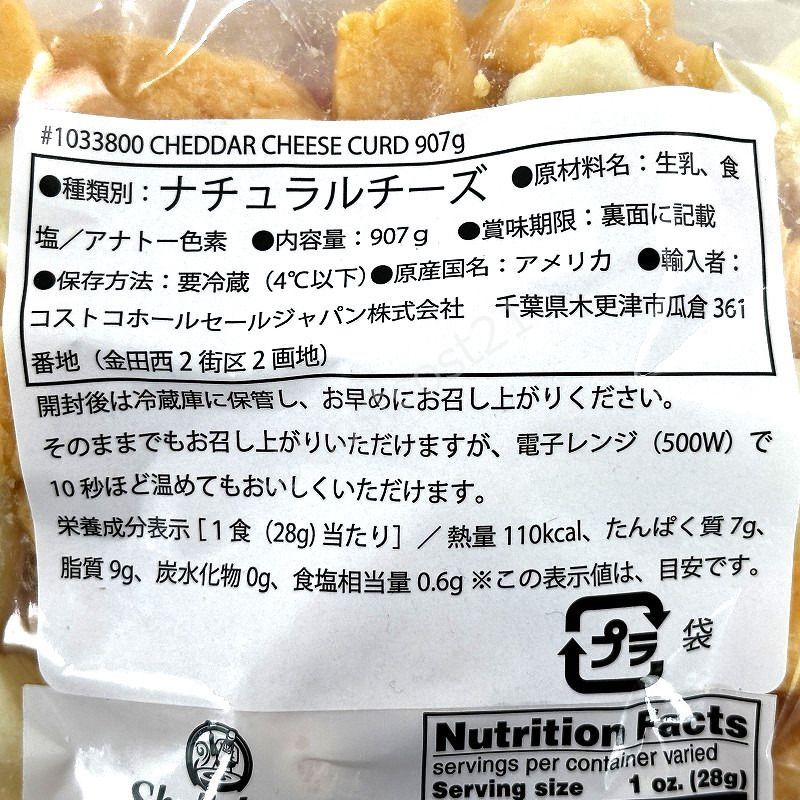 #1033800 CHEDDAR CHEESE CURD 907g
●種類別：ナチュラルチーズ ●原材料名：生乳、食
塩／アナトー色素 ●内容量：907g ●賞味期限：裏面に記載
●保存方法：要冷蔵（4℃以下）●原産国名：アメリカ ●輸入者：
コストコホールセールジャパン株式会社 千葉県木更津市瓜倉361
番地（金田西2街区2画地）
開封後は冷蔵庫に保管し、お早めにお召し上がりください。
そのままでもお召し上がりいただけますが、電子レンジ（500W）で
10秒ほど温めてもおいしくいただけます。
栄養成分表示［1食（28g)当たり］／熱量110kcal、たんぱく質7g、
脂質9g、炭水化物0g、食塩相当量0.6g ※この表示値は、目安です。
プラ 袋
Nutrition Facts
servings per container varied
Serving size 1 oz. (28g)